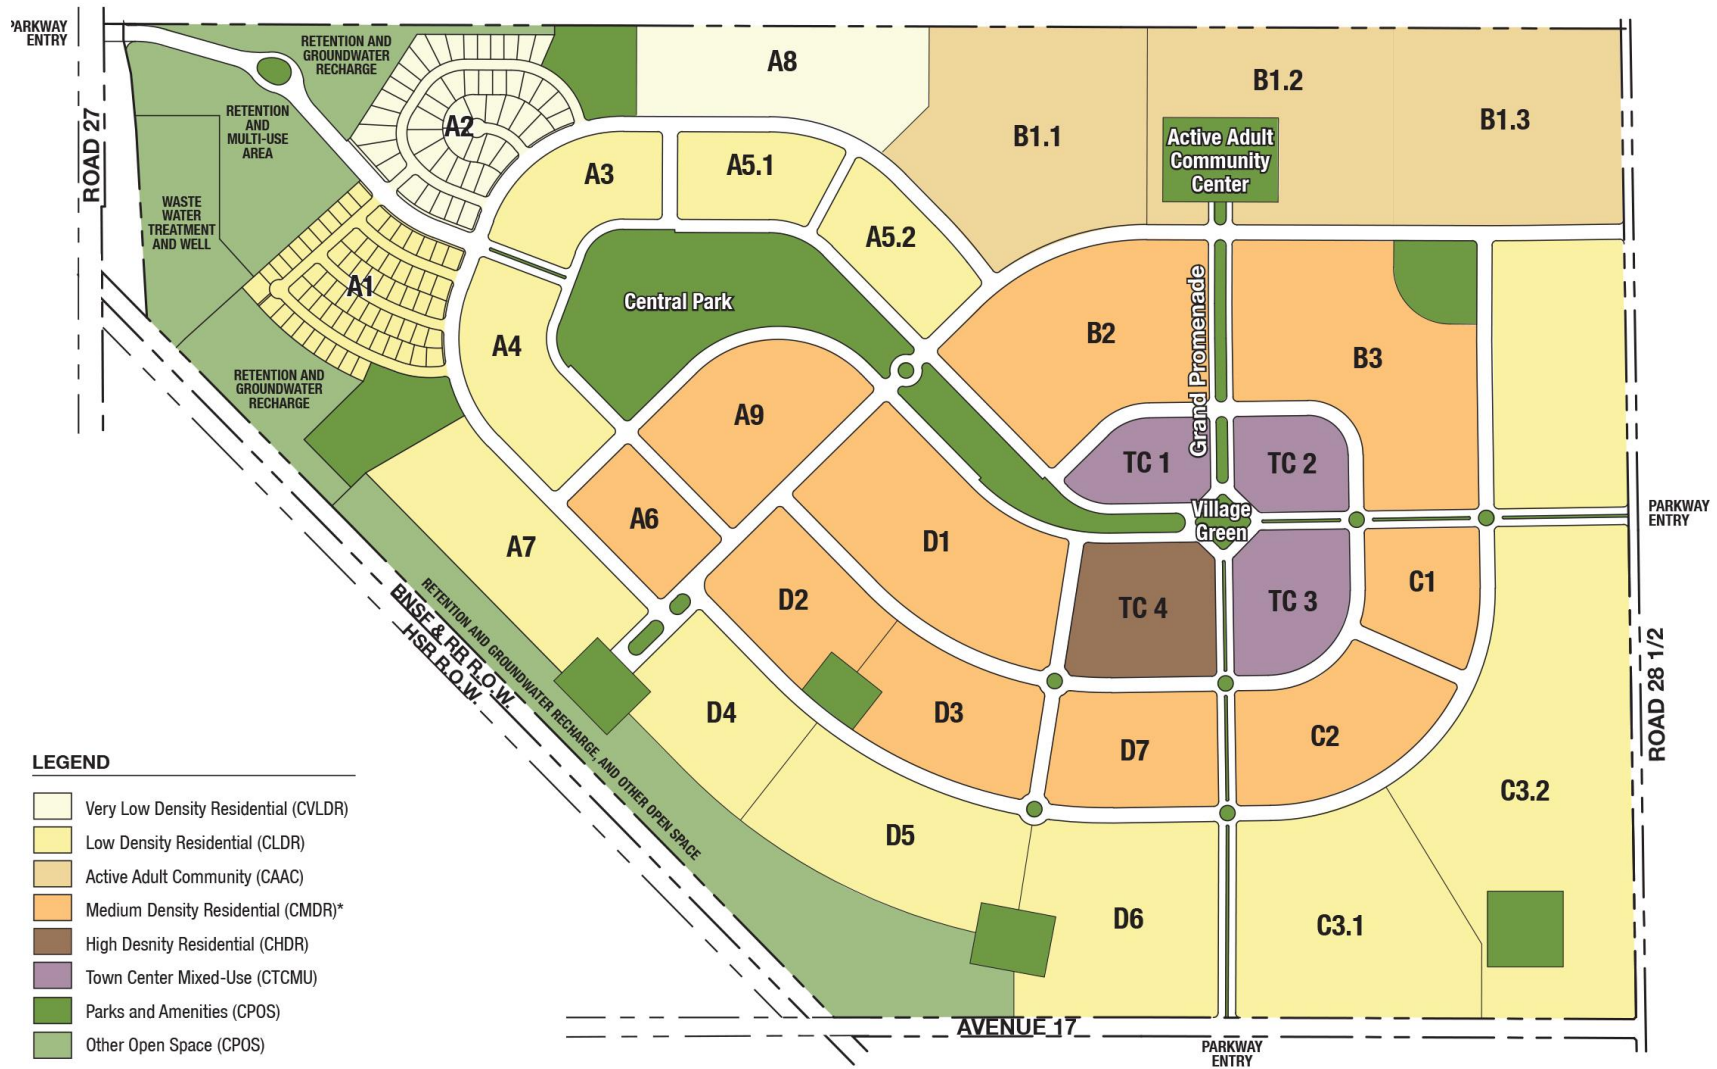 PARKWAY
ENTRY
ROAD 27
RETENTION AND
GROUNDWATER
RECHARGE
RETENTION
AND
MULTI-USE
AREA
WASTE
WATER
TREATMENT
AND WELL
RETENTION AND
GROUNDWATER
RECHARGE
A2
A1
A3
A5.1
A5.2
A8
A4
Central Park
A9
A6
A7
B1.1
B1.2
B1.3
Active Adult
Community
Center
Grand Promenade
B2
B3
TC 1
TC 2
Village
Green
TC 3
TC 4
PARKWAY
ENTRY
ROAD 28 1/2
C1
C2
C3.2
C3.1
D1
D2
D3
D4
D5
D6
D7
BNSF & RB R.O.W.
HSR R.O.W.
RETENTION AND GROUNDWATER RECHARGE, AND OTHER OPEN SPACE
AVENUE 17
PARKWAY
ENTRY
LEGEND
Very Low Density Residential (CVLDR)
Low Density Residential (CLDR)
Active Adult Community (CAAC)
Medium Density Residential (CMDR)*
High Desnity Residential (CHDR)
Town Center Mixed-Use (CTCMU)
Parks and Amenities (CPOS)
Other Open Space (CPOS)